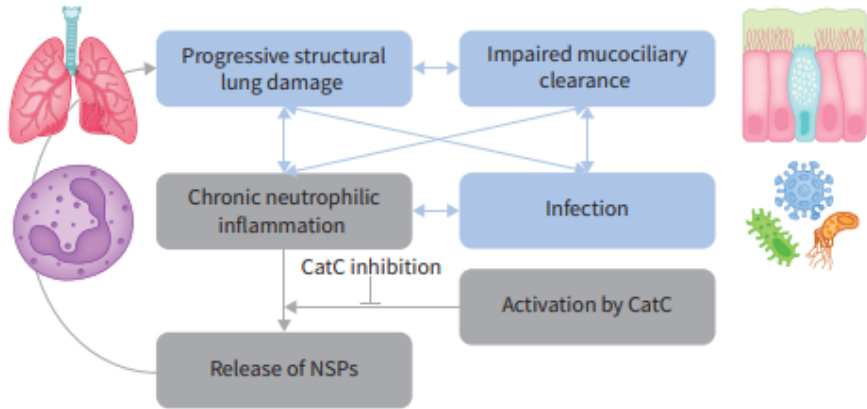 Progressive structural
lung damage
Impaired mucociliary
clearance
Chronic neutrophilic
inflammation
Infection
CatC inhibition
Activation by CatC
Release of NSPs